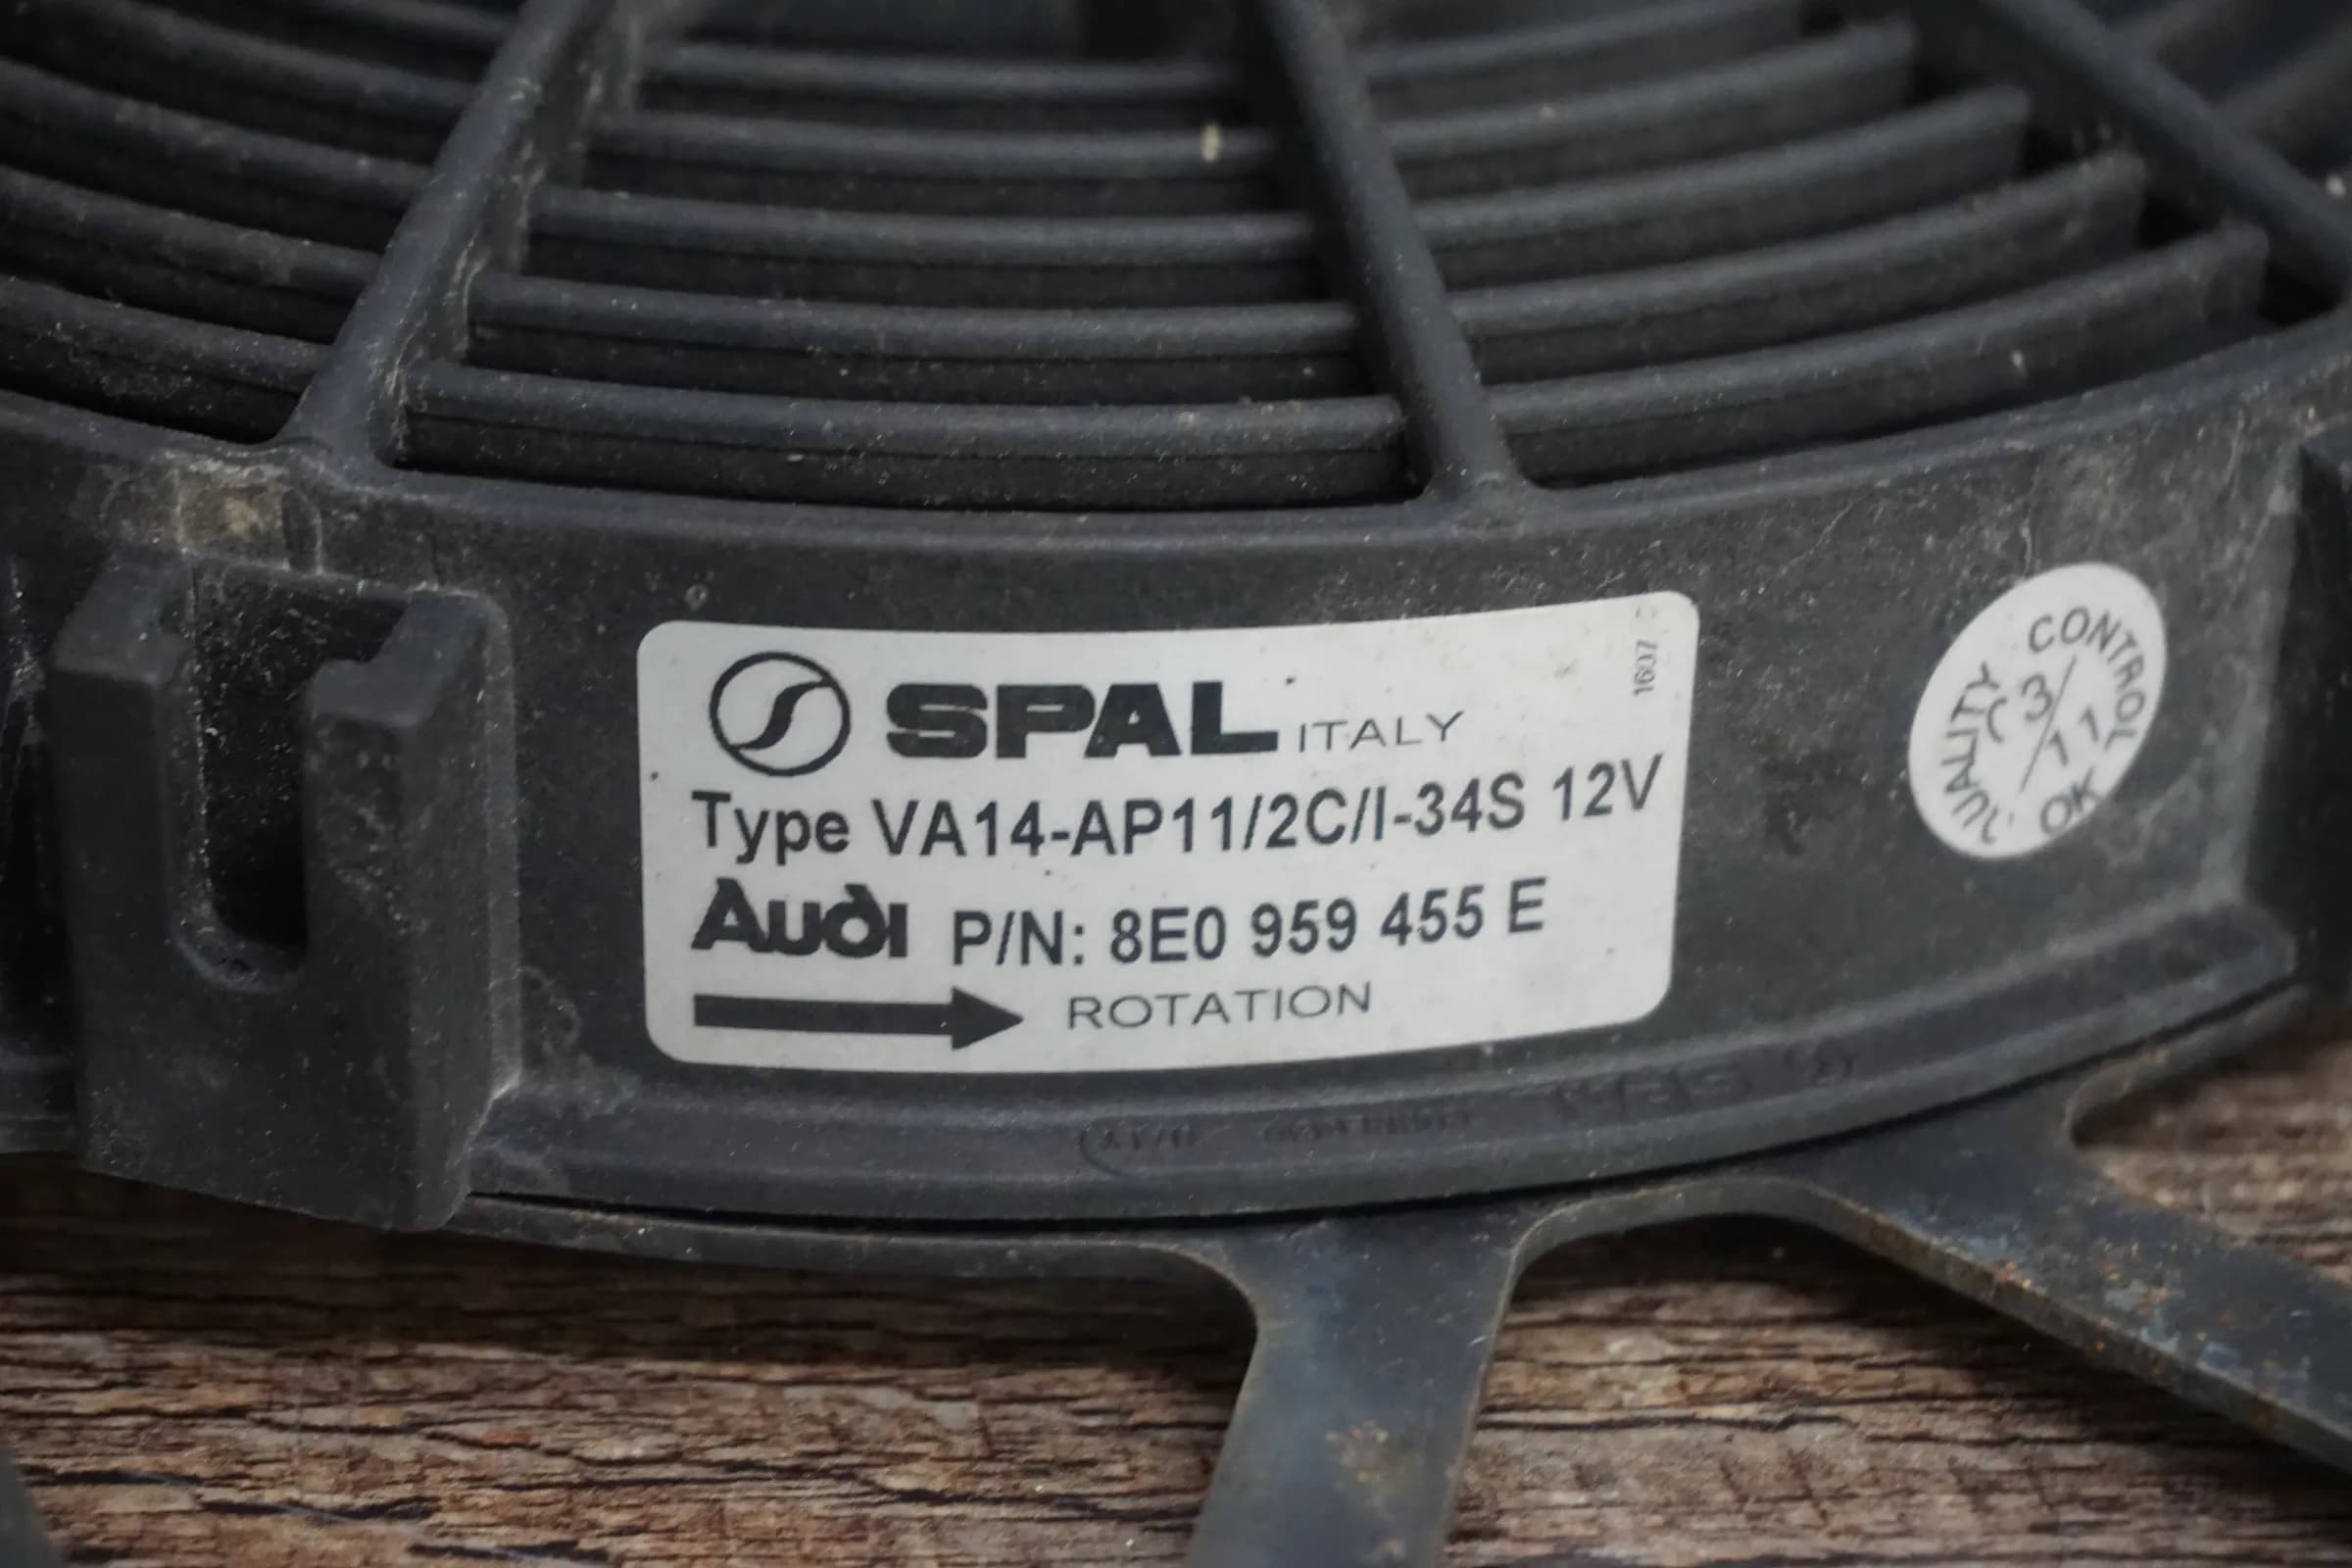 SPAL ITALY
1607
Type VA14-AP11/2C/I-34S 12V
Audi P/N: 8E0 959 455 E
ROTATION
QUALITY CONTROL
3/11
OK